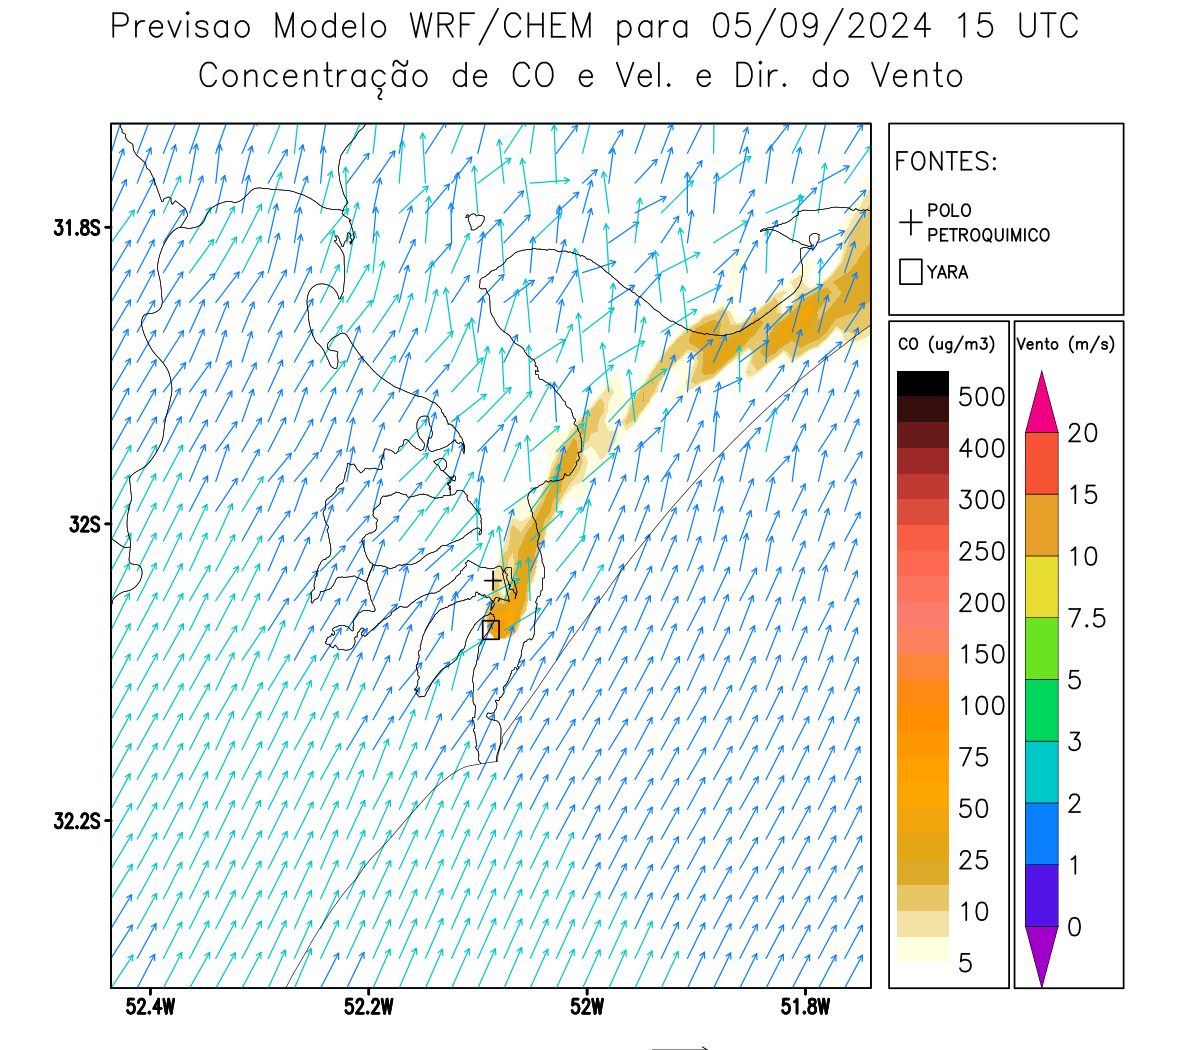 Previsao Modelo WRF/CHEM para 05/09/2024 15 UTC
Concentração de CO e Vel. e Dir. do Vento
FONTES:
POLO
PETROQUIMICO
YARA
CO (ug/m3)
500
400
300
250
200
150
100
75
50
25
10
5
Vento (m/s)
20
15
10
7.5
5
3
2
1
0
31.8S
32S
32.2S
52.4W 52.2W 52W 51.8W